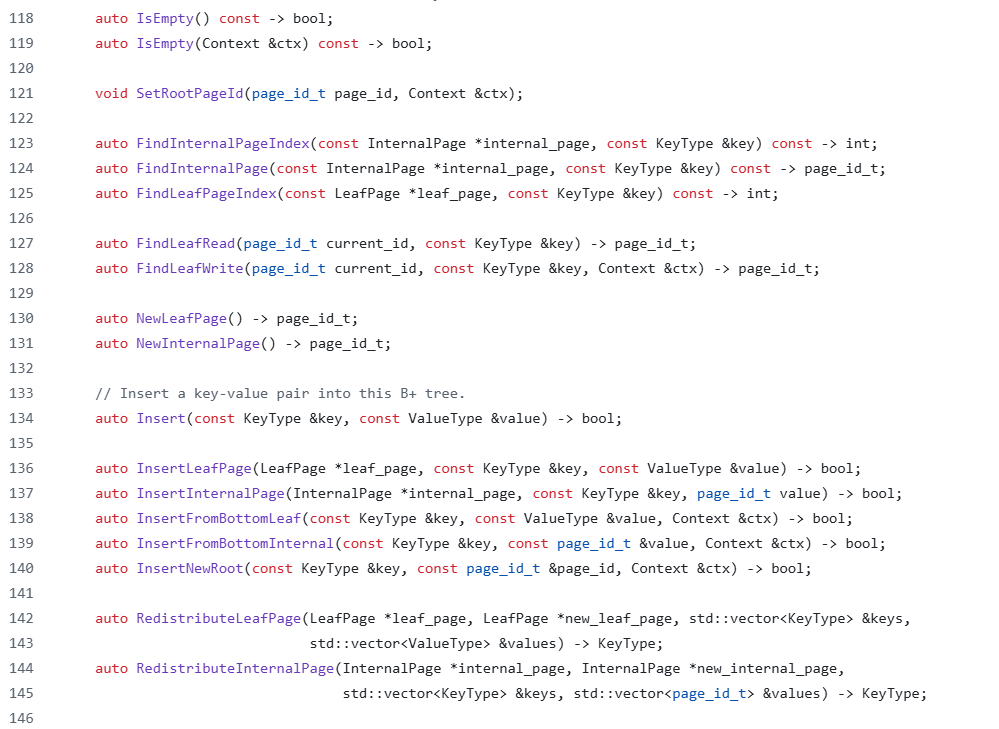 118 auto IsEmpty() const -> bool;
119 auto IsEmpty(Context &ctx) const -> bool;
120
121 void SetRootPageId(page_id_t page_id, Context &ctx);
122
123 auto FindInternalPageIndex(const InternalPage *internal_page, const KeyType &key) const -> int;
124 auto FindInternalPage(const InternalPage *internal_page, const KeyType &key) const -> page_id_t;
125 auto FindLeafPageIndex(const LeafPage *leaf_page, const KeyType &key) const -> int;
126
127 auto FindLeafRead(page_id_t current_id, const KeyType &key) -> page_id_t;
128 auto FindLeafWrite(page_id_t current_id, const KeyType &key, Context &ctx) -> page_id_t;
129
130 auto NewLeafPage() -> page_id_t;
131 auto NewInternalPage() -> page_id_t;
132
133 // Insert a key-value pair into this B+ tree.
134 auto Insert(const KeyType &key, const ValueType &value) -> bool;
135
136 auto InsertLeafPage(LeafPage *leaf_page, const KeyType &key, const ValueType &value) -> bool;
137 auto InsertInternalPage(InternalPage *internal_page, const KeyType &key, page_id_t value) -> bool;
138 auto InsertFromBottomLeaf(const KeyType &key, const ValueType &value, Context &ctx) -> bool;
139 auto InsertFromBottomInternal(const KeyType &key, const page_id_t &value, Context &ctx) -> bool;
140 auto InsertNewRoot(const KeyType &key, const page_id_t &page_id, Context &ctx) -> bool;
141
142 auto RedistributeLeafPage(LeafPage *leaf_page, LeafPage *new_leaf_page, std::vector<KeyType> &keys,
143 std::vector<ValueType> &values) -> KeyType;
144 auto RedistributeInternalPage(InternalPage *internal_page, InternalPage *new_internal_page,
145 std::vector<KeyType> &keys, std::vector<page_id_t> &values) -> KeyType;
146